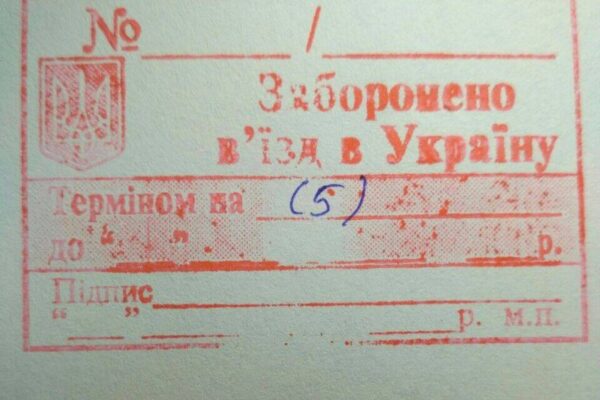 № /
Заборонено
в’їзд в Україну
Терміном на (5)
до “ ” р.
Підпис
“ ” р. м.п.